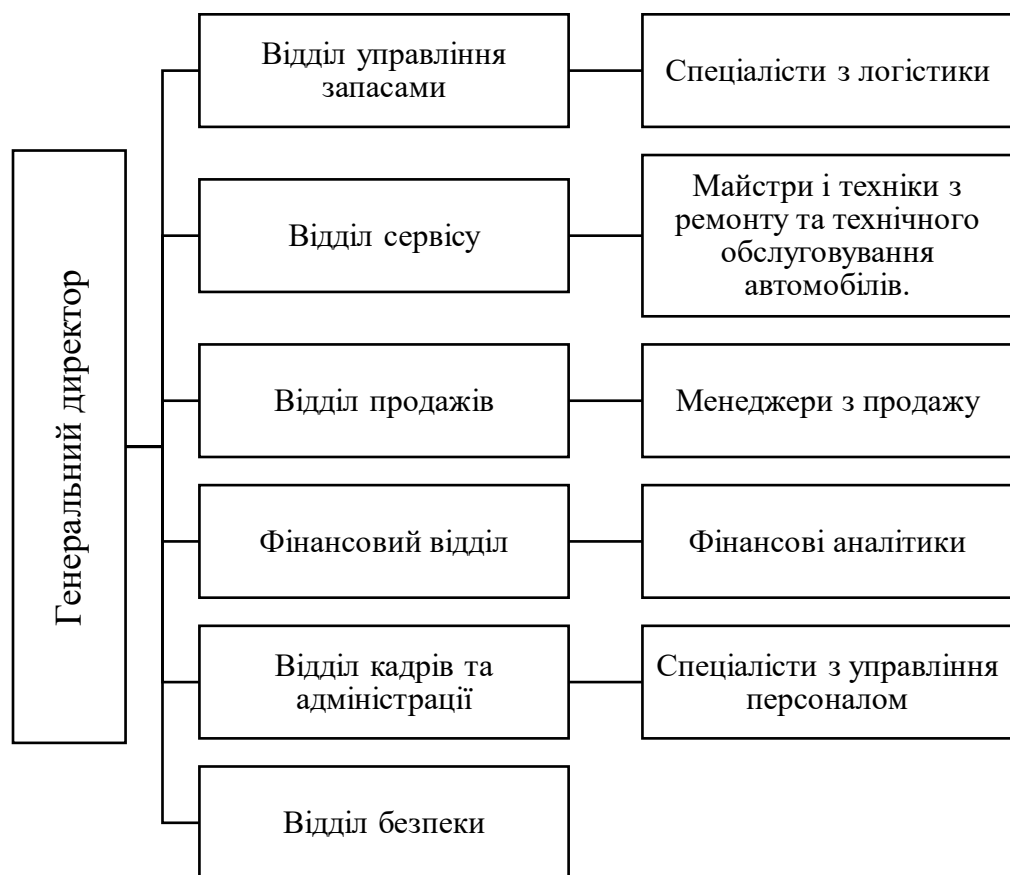 Генеральний директор
Відділ управління
запасами
Спеціалісти з логістики
Відділ сервісу
Майстри і техніки з
ремонту та технічного
обслуговування
автомобілів.
Відділ продажів
Менеджери з продажу
Фінансовий відділ
Фінансові аналітики
Відділ кадрів та
адміністрації
Спеціалісти з управління
персоналом
Відділ безпеки